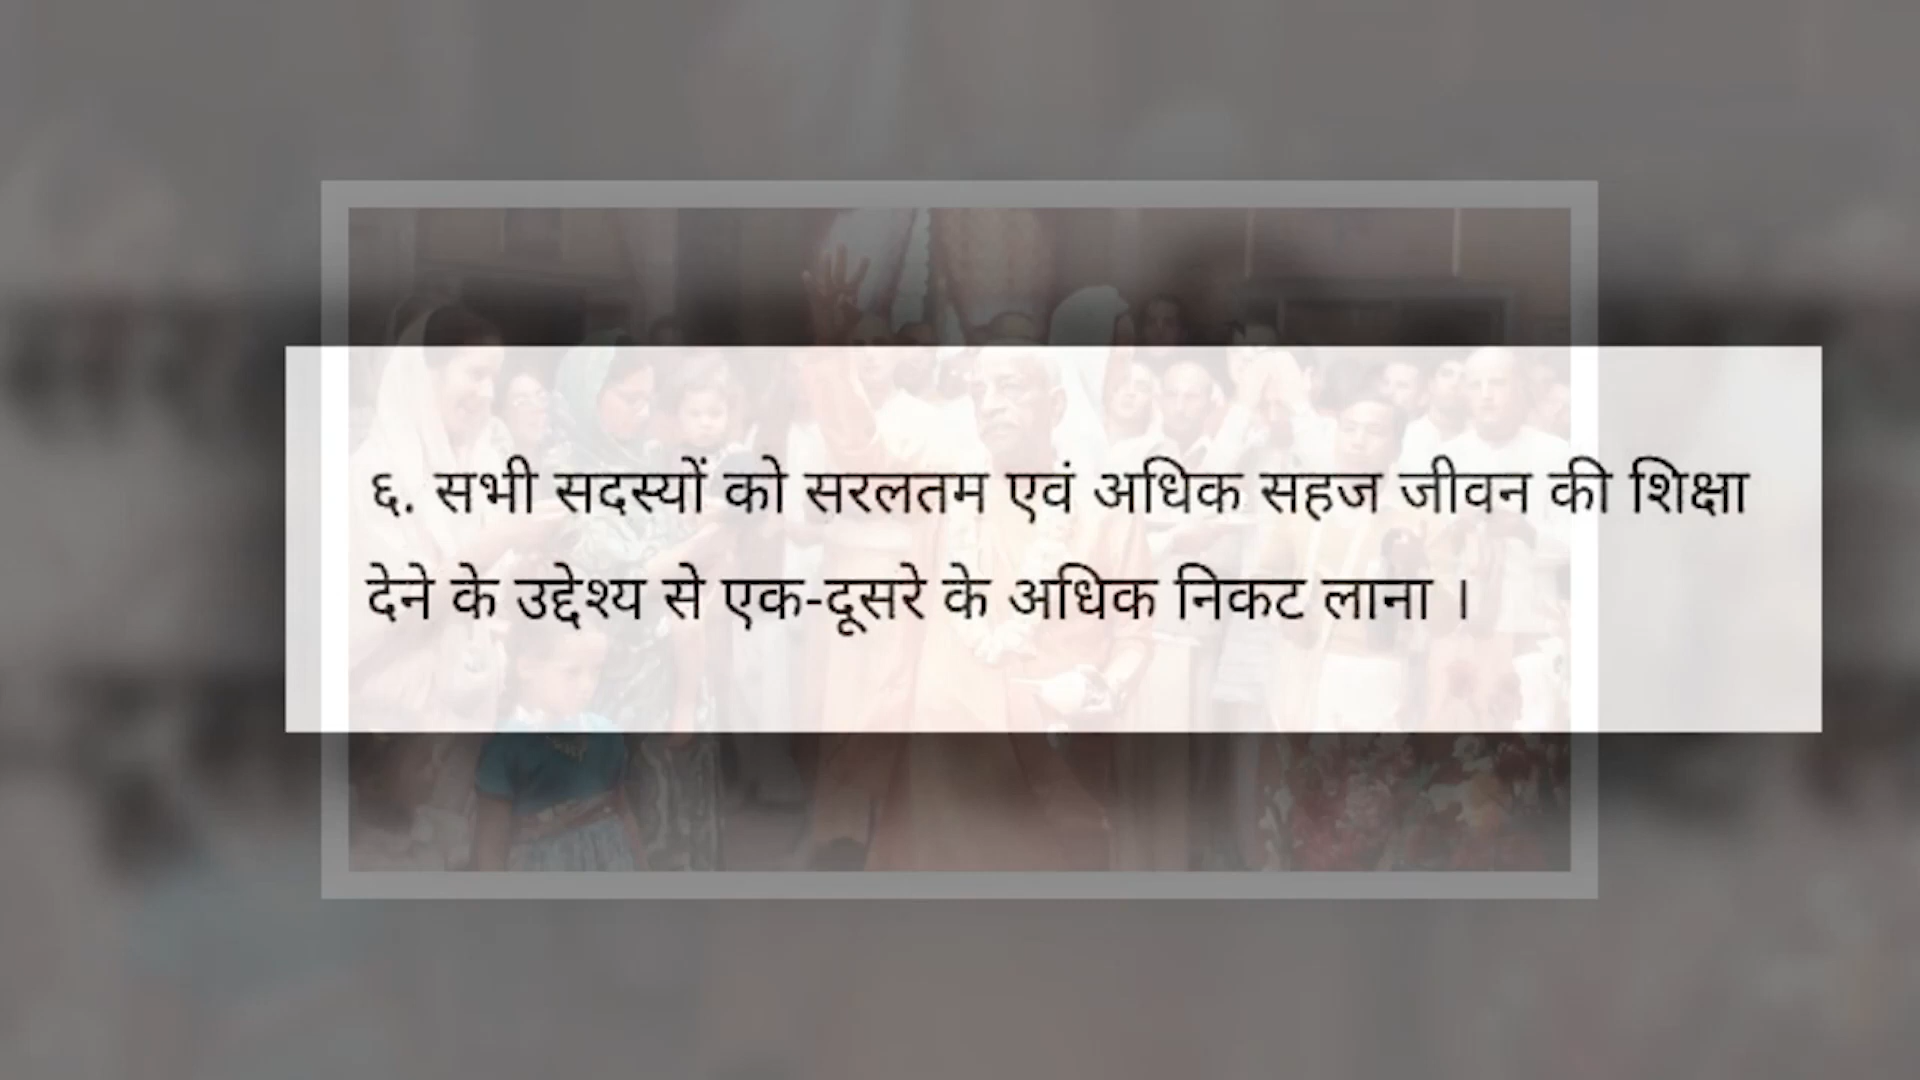 ६. सभी सदस्यों को सरलतम एवं अधिक सहज जीवन की शिक्षा
देने के उद्देश्य से एक-दूसरे के अधिक निकट लाना ।